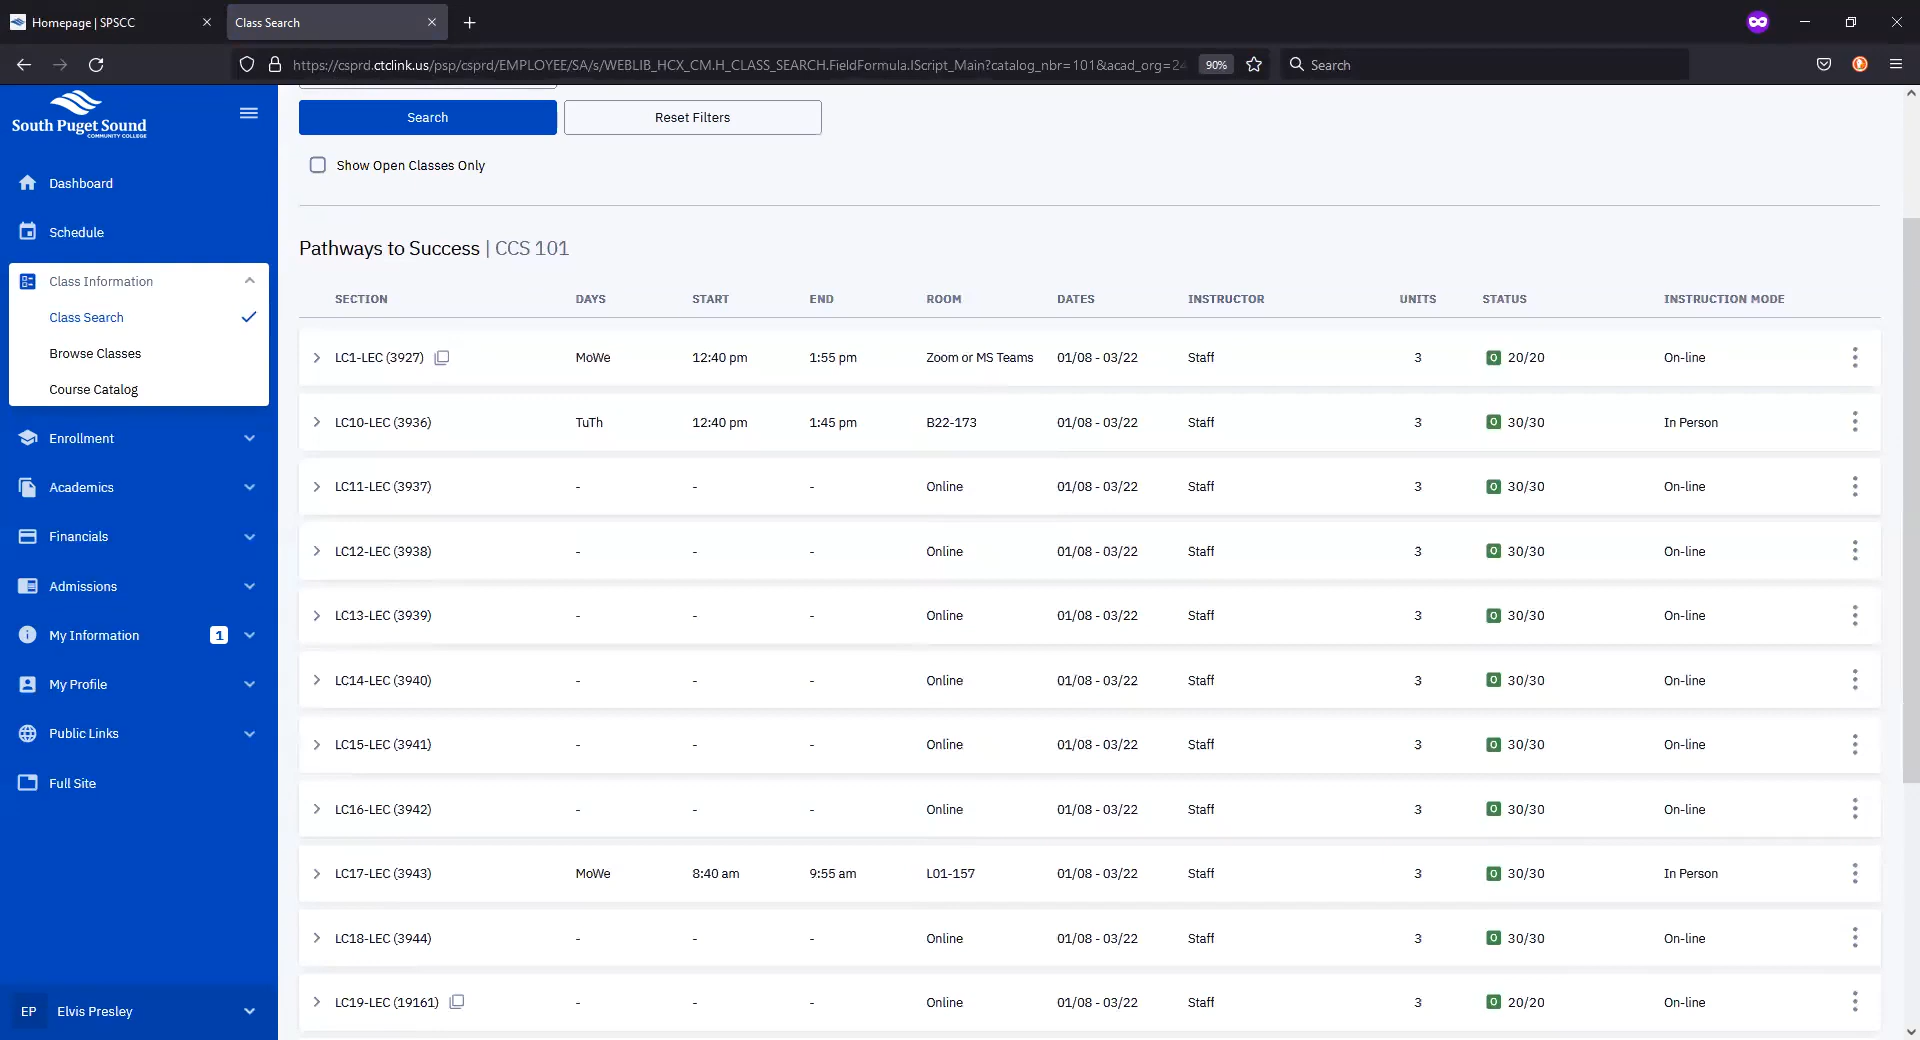 Homepage | SPSCC
Class Search
https://csprd.ctclink.us/psp/csprd/EMPLOYEE/SA/s/WEBLIB_HCX_CM.H_CLASS_SEARCH.FieldFormula.IScript_Main?catalog_nbr=101&acad_org=24
90%
Search
South Puget Sound
COMMUNITY COLLEGE
Dashboard
Schedule
Class Information
Class Search
Browse Classes
Course Catalog
Enrollment
Academics
Financials
Admissions
My Information 1
My Profile
Public Links
Full Site
EP Elvis Presley
Search Reset Filters
Show Open Classes Only
Pathways to Success | CCS 101
SECTION DAYS START END ROOM DATES INSTRUCTOR UNITS STATUS INSTRUCTION MODE
LC1-LEC (3927) MoWe 12:40 pm 1:55 pm Zoom or MS Teams 01/08 - 03/22 Staff 3 O 20/20 On-line
LC10-LEC (3936) TuTh 12:40 pm 1:45 pm B22-173 01/08 - 03/22 Staff 3 O 30/30 In Person
LC11-LEC (3937) - - - Online 01/08 - 03/22 Staff 3 O 30/30 On-line
LC12-LEC (3938) - - - Online 01/08 - 03/22 Staff 3 O 30/30 On-line
LC13-LEC (3939) - - - Online 01/08 - 03/22 Staff 3 O 30/30 On-line
LC14-LEC (3940) - - - Online 01/08 - 03/22 Staff 3 O 30/30 On-line
LC15-LEC (3941) - - - Online 01/08 - 03/22 Staff 3 O 30/30 On-line
LC16-LEC (3942) - - - Online 01/08 - 03/22 Staff 3 O 30/30 On-line
LC17-LEC (3943) MoWe 8:40 am 9:55 am L01-157 01/08 - 03/22 Staff 3 O 30/30 In Person
LC18-LEC (3944) - - - Online 01/08 - 03/22 Staff 3 O 30/30 On-line
LC19-LEC (19161) - - - Online 01/08 - 03/22 Staff 3 O 20/20 On-line